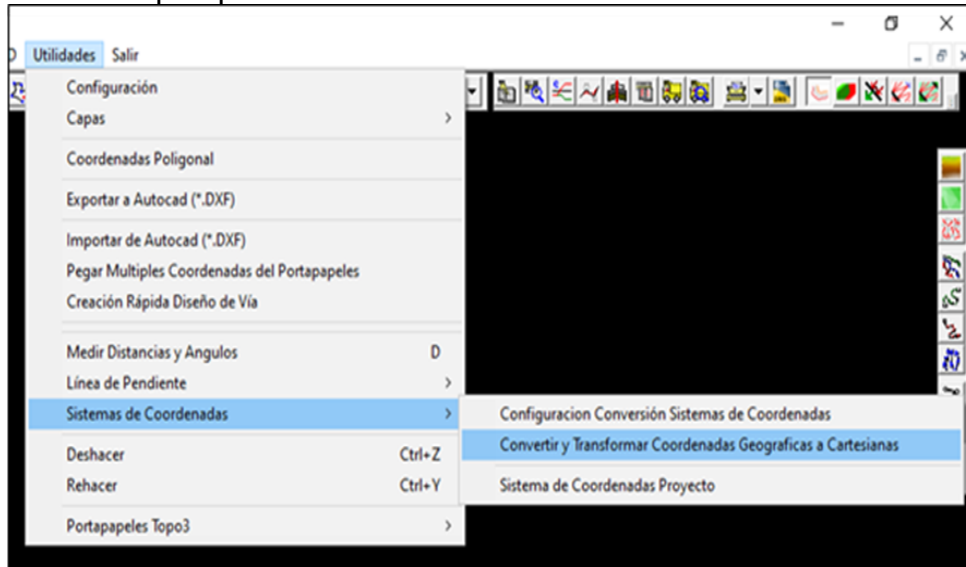 Utilidades Salir
Configuración
Capas
Coordenadas Poligonal
Exportar a Autocad (*.DXF)
Importar de Autocad (*.DXF)
Pegar Multiples Coordenadas del Portapapeles
Creación Rápida Diseño de Vía
Medir Distancias y Angulos D
Línea de Pendiente
Sistemas de Coordenadas
Configuracion Conversión Sistemas de Coordenadas
Convertir y Transformar Coordenadas Geograficas a Cartesianas
Sistema de Coordenadas Proyecto
Deshacer Ctrl+Z
Rehacer Ctrl+Y
Portapapeles Topo3